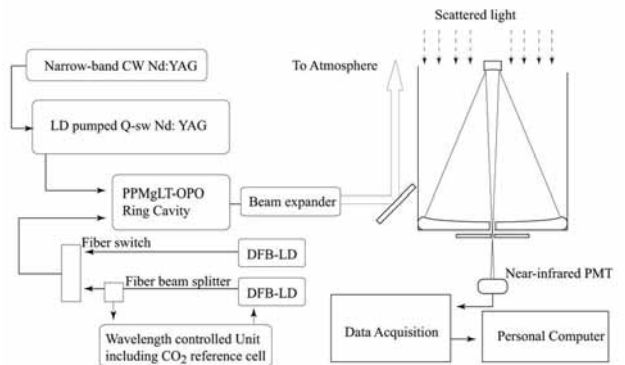 Scattered light
Narrow-band CW Nd:YAG
To Atmosphere
LD pumped Q-sw Nd: YAG
PPMgLT-OPO
Ring Cavity
Beam expander
Fiber switch
DFB-LD
Fiber beam splitter
DFB-LD
Wavelength controlled Unit
including CO2 reference cell
Near-infrared PMT
Data Acquisition
Personal Computer